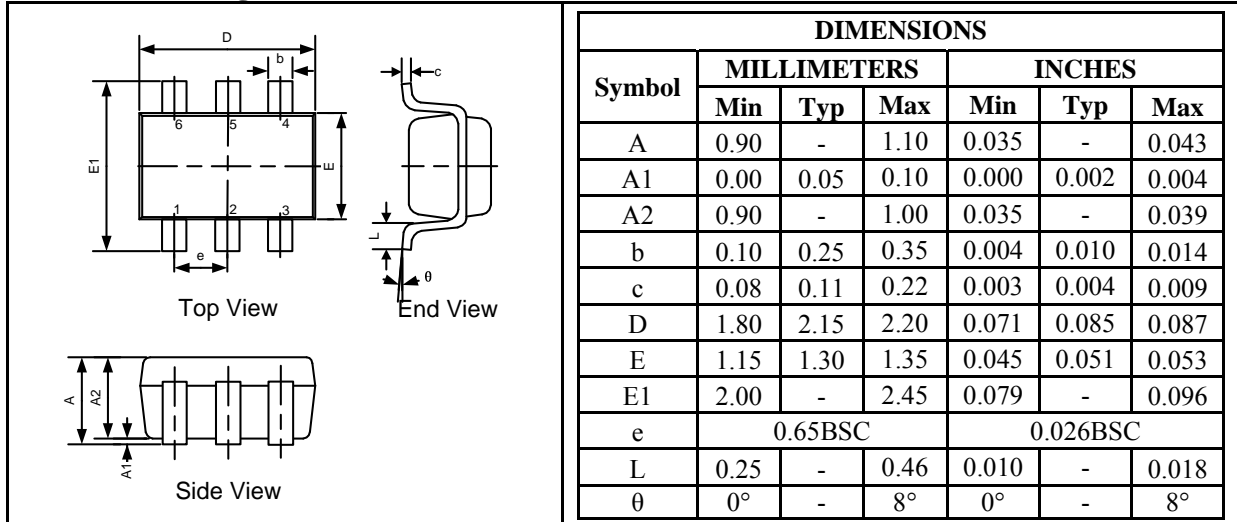 D
b
c
6 5 4
E1
E
1 2 3
e
L
θ
Top View
End View
A
A2
A1
Side View
DIMENSIONS
Symbol MILLIMETERS INCHES
Min Typ Max Min Typ Max
A 0.90 - 1.10 0.035 - 0.043
A1 0.00 0.05 0.10 0.000 0.002 0.004
A2 0.90 - 1.00 0.035 - 0.039
b 0.10 0.25 0.35 0.004 0.010 0.014
c 0.08 0.11 0.22 0.003 0.004 0.009
D 1.80 2.15 2.20 0.071 0.085 0.087
E 1.15 1.30 1.35 0.045 0.051 0.053
E1 2.00 - 2.45 0.079 - 0.096
e 0.65BSC 0.026BSC
L 0.25 - 0.46 0.010 - 0.018
θ 0° - 8° 0° - 8°